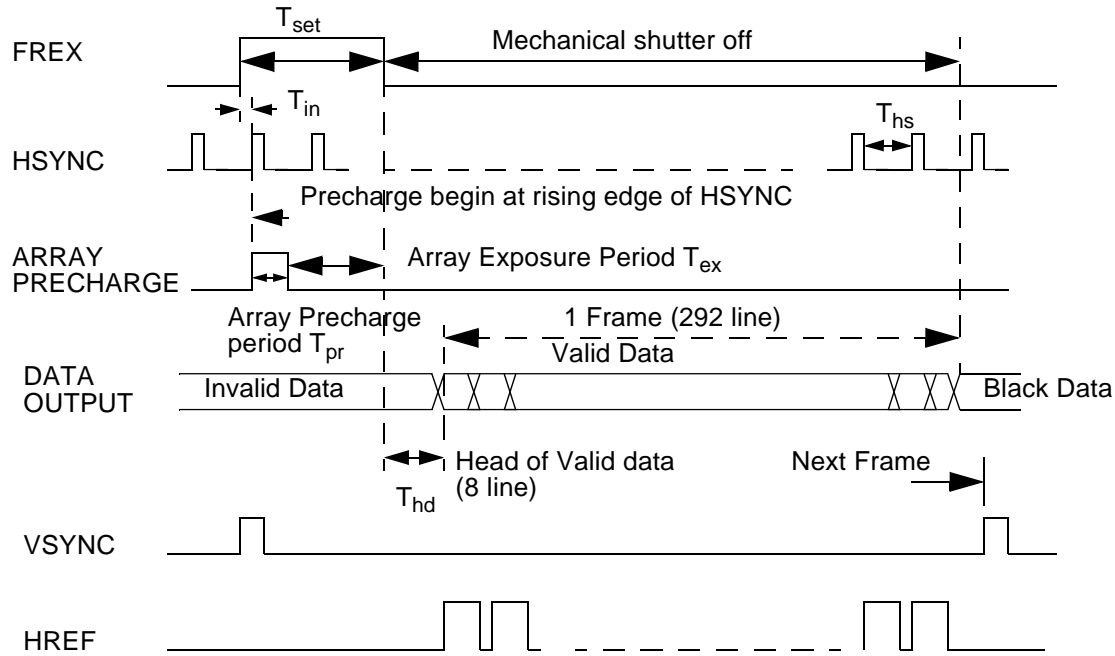 T_set
FREX
Mechanical shutter off
T_in
T_hs
HSYNC
Precharge begin at rising edge of HSYNC
ARRAY
PRECHARGE
Array Exposure Period T_ex
Array Precharge
period T_pr
1 Frame (292 line)
Valid Data
DATA
OUTPUT
Invalid Data
Black Data
Head of Valid data
(8 line)
T_hd
Next Frame
VSYNC
HREF